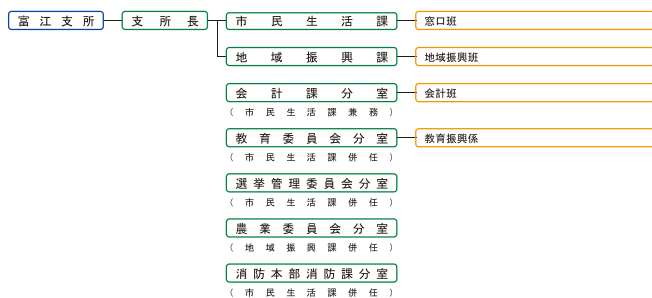 富江支所 支所長 市民生活課 窓口班
地域振興課 地域振興班
会計課分室 会計班
(市民生活課兼務)
教育委員会分室 教育振興係
(市民生活課併任)
選挙管理委員会分室
(市民生活課併任)
農業委員会分室
(地域振興課併任)
消防本部消防課分室
(市民生活課併任)